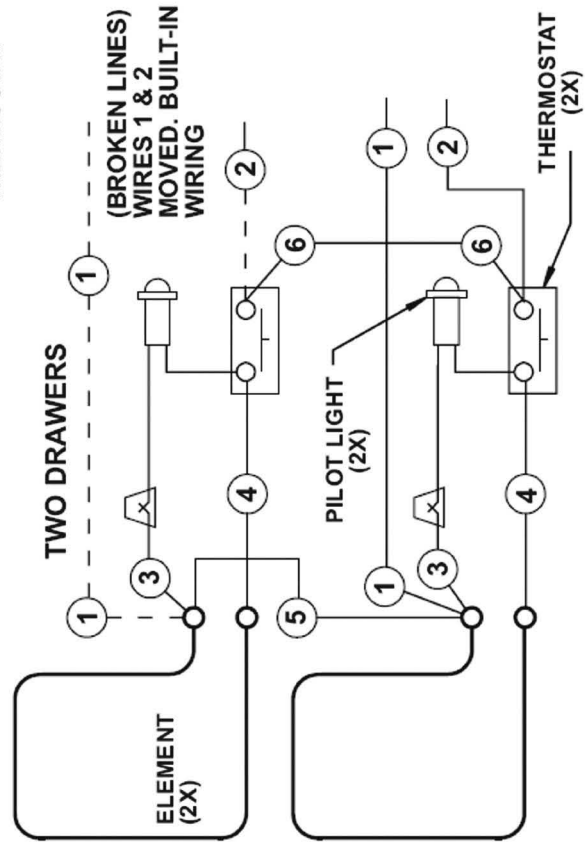 TWO DRAWERS
(BROKEN LINES)
WIRES 1 & 2
MOVED. BUILT-IN
WIRING
1
1
3
4
2
6
ELEMENT
(2X)
5
PILOT LIGHT
(2X)
1
1
3
4
2
6
THERMOSTAT
(2X)